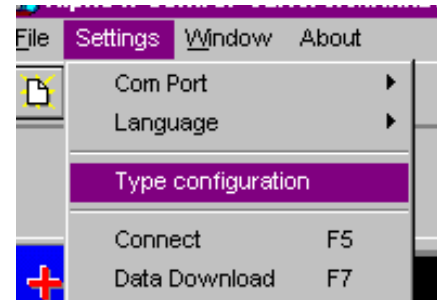 File Settings Window About
Com Port
Language
Type configuration
Connect F5
Data Download F7